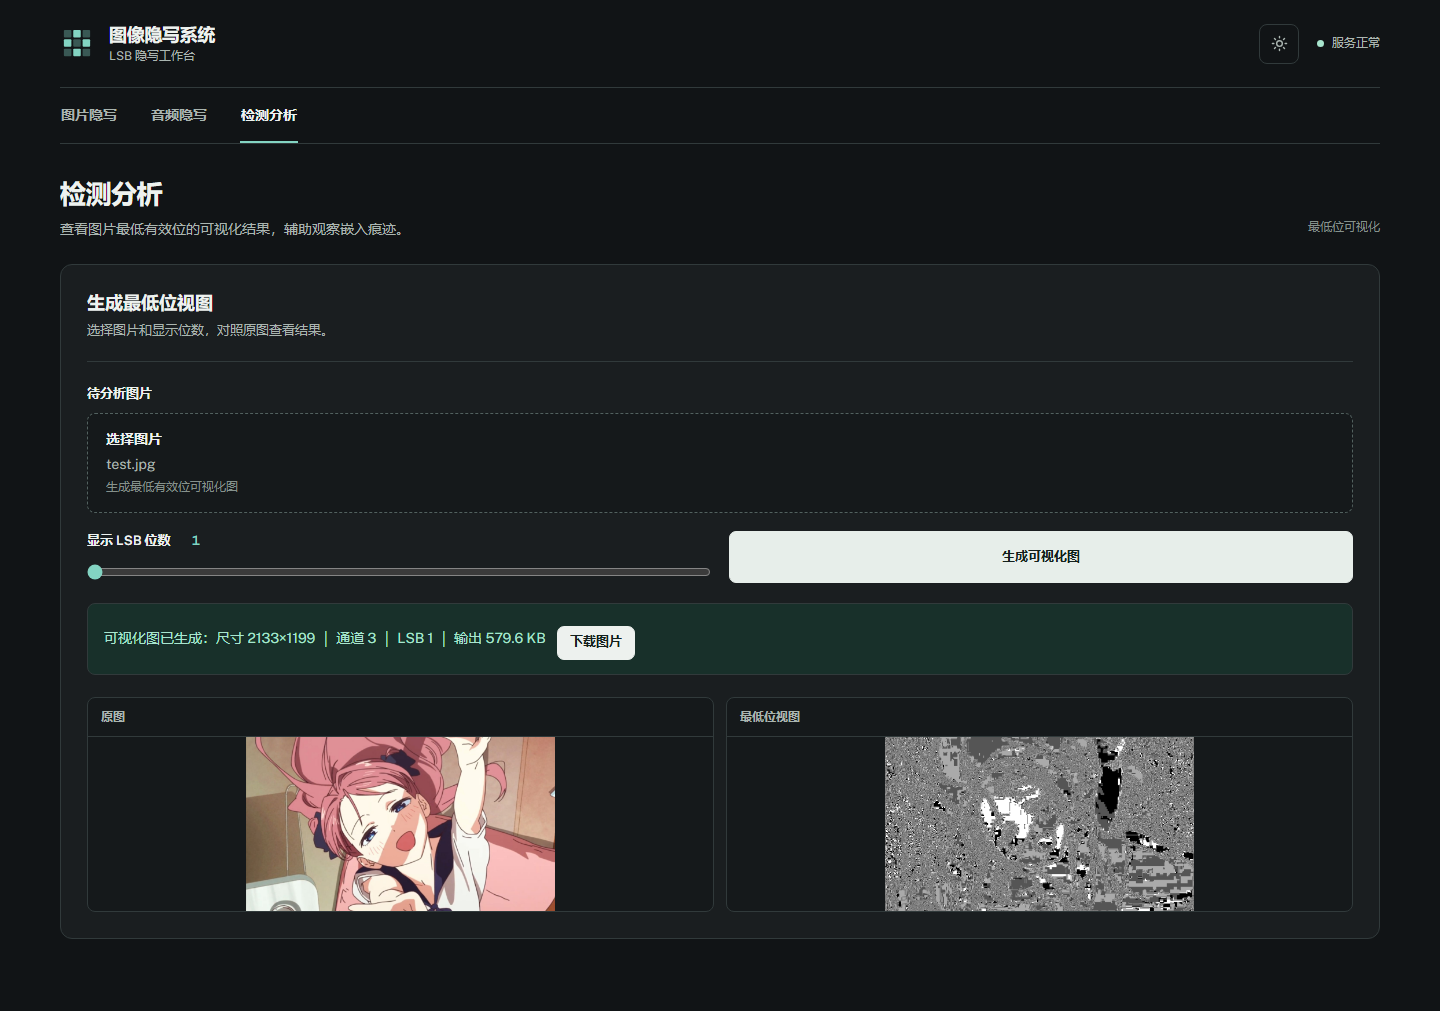 图像隐写系统
LSB 隐写工作台
服务正常
图片隐写
音频隐写
检测分析
检测分析
查看图片最低有效位的可视化结果，辅助观察嵌入痕迹。
最低位可视化
生成最低位视图
选择图片和显示位数，对照原图查看结果。
待分析图片
选择图片
test.jpg
生成最低有效位可视化图
显示 LSB 位数 1
生成可视化图
可视化图已生成：尺寸 2133×1199 | 通道 3 | LSB 1 | 输出 579.6 KB
下载图片
原图
最低位视图